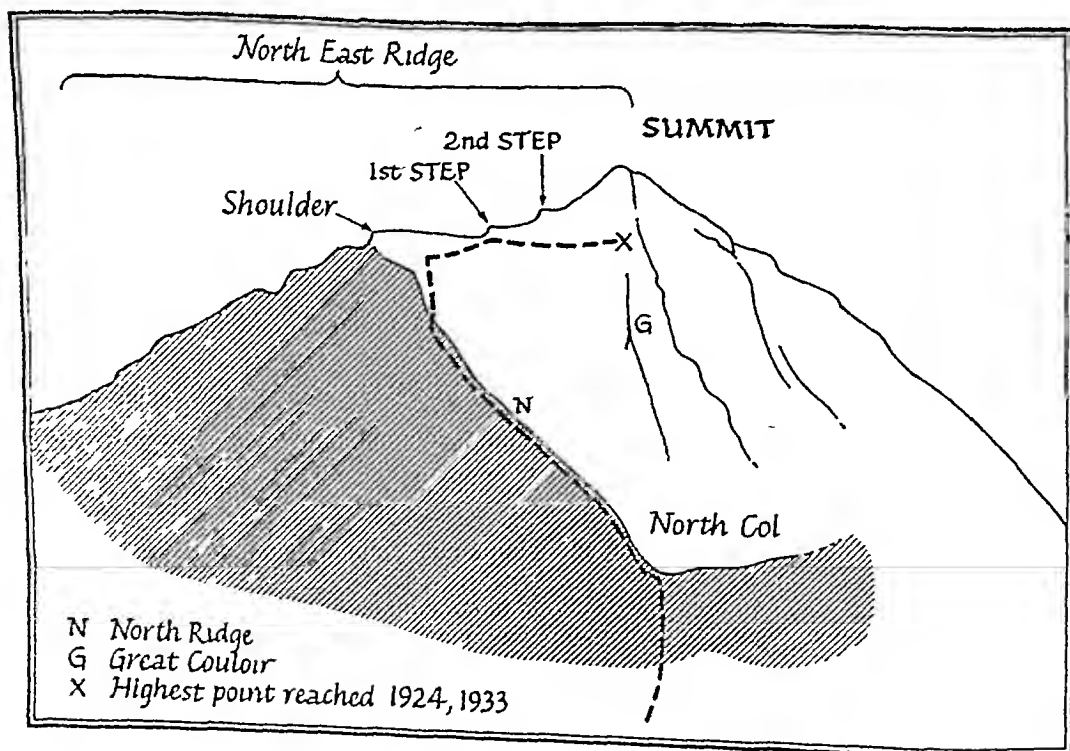 North East Ridge
SUMMIT
2nd STEP
1st STEP
Shoulder
G
N
North Col
N North Ridge
G Great Couloir
X Highest point reached 1924, 1933